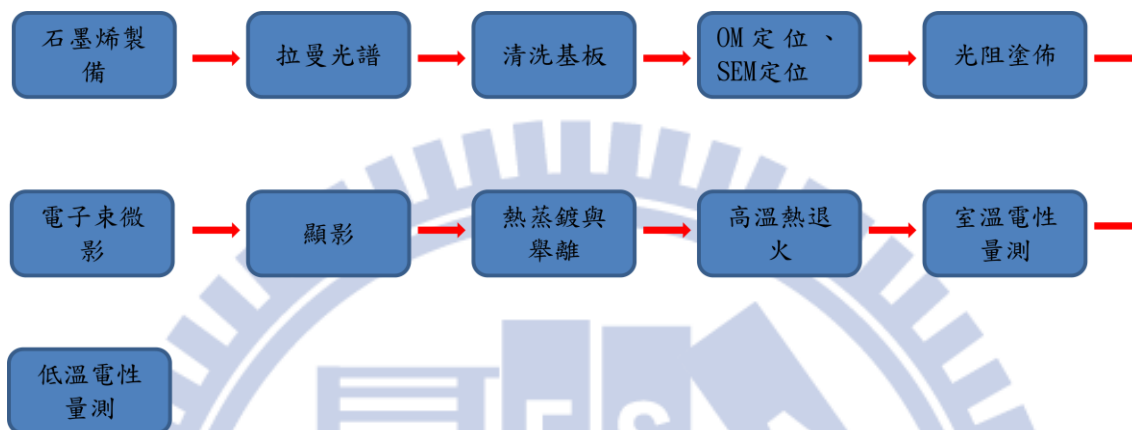 石墨烯製
備
拉曼光譜
清洗基板
OM定位、
SEM定位
光阻塗佈
電子束微
影
顯影
熱蒸鍍與
舉離
高溫熱退
火
室溫電性
量測
低溫電性
量測
ES